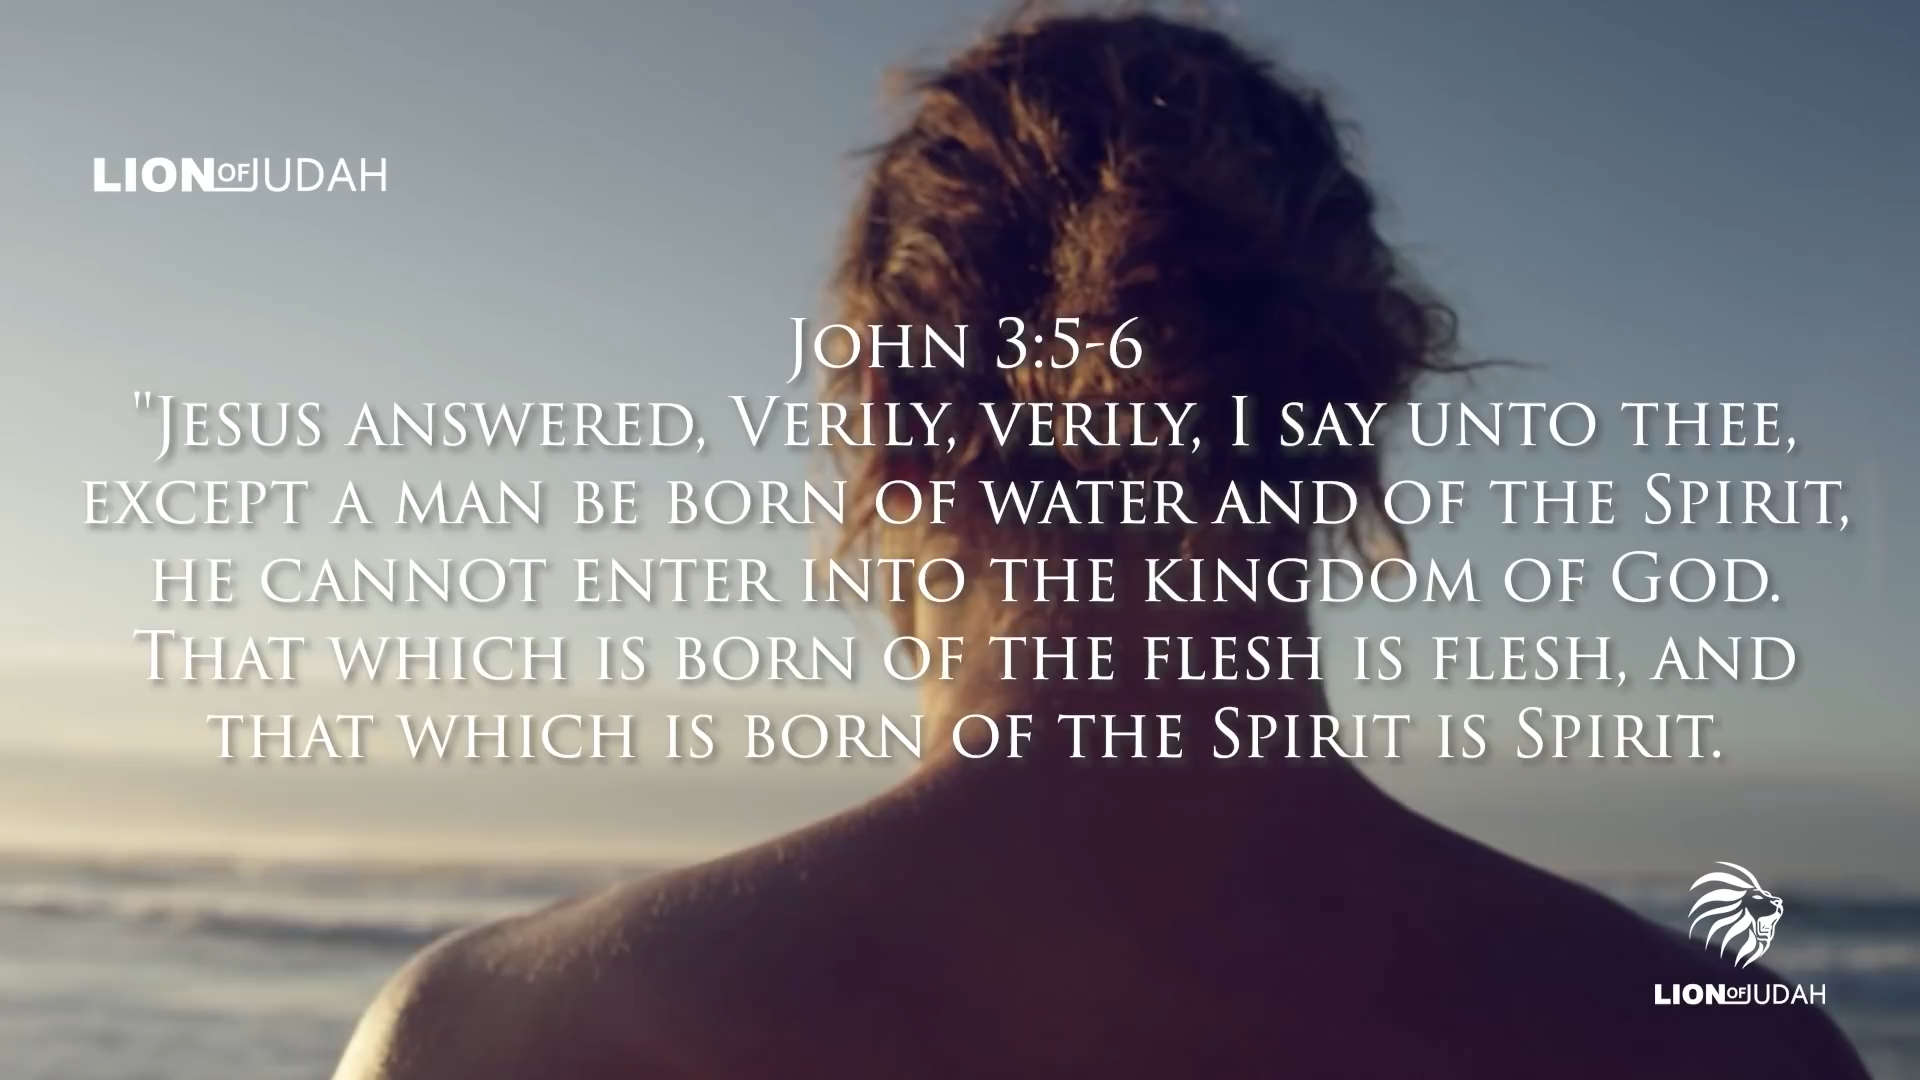 LION OF JUDAH
John 3:5-6
"Jesus answered, Verily, verily, I say unto thee,
except a man be born of water and of the Spirit,
he cannot enter into the kingdom of God.
That which is born of the flesh is flesh, and
that which is born of the Spirit is Spirit.
LION OF JUDAH